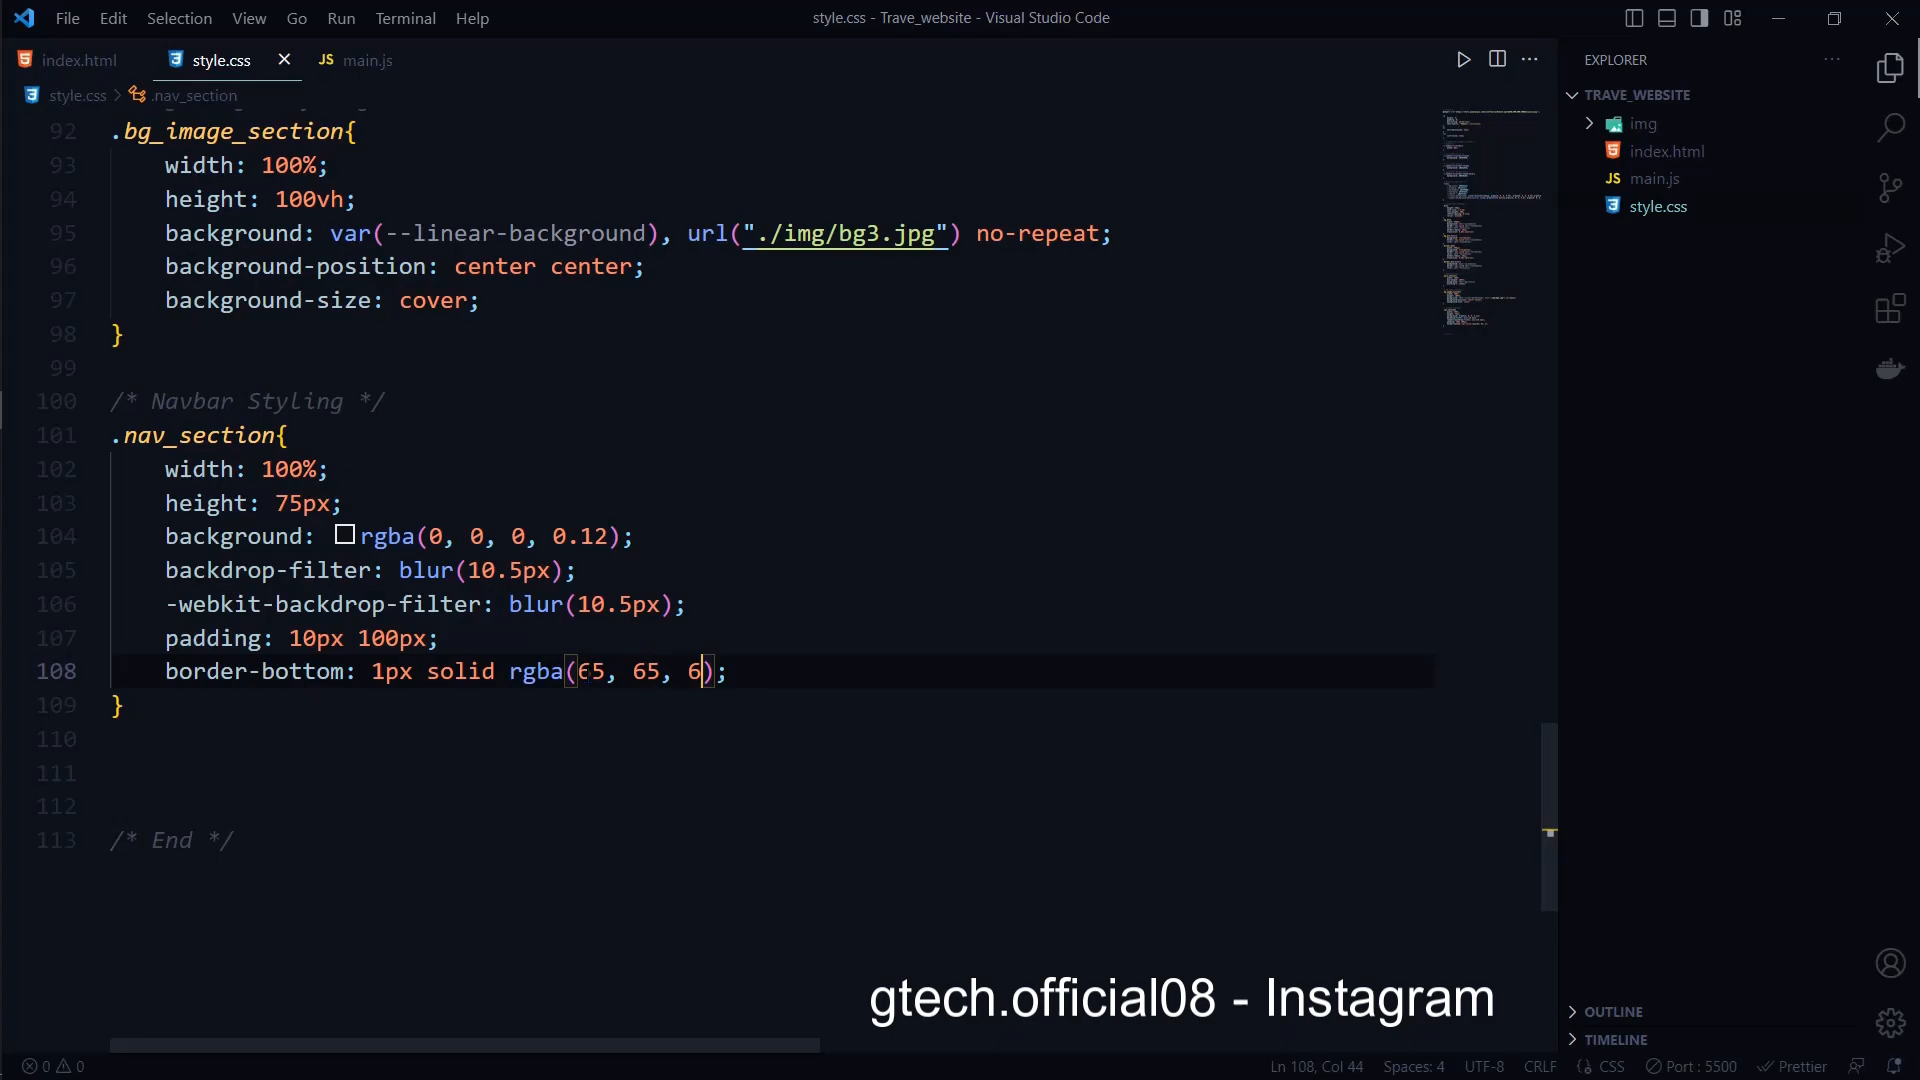 File Edit Selection View Go Run Terminal Help
style.css - Trave_website - Visual Studio Code
index.html
style.css
JS main.js
EXPLORER
style.css > .nav_section
TRAVE_WEBSITE
img
index.html
JS main.js
style.css
92 .bg_image_section{
93 width: 100%;
94 height: 100vh;
95 background: var(--linear-background), url("./img/bg3.jpg") no-repeat;
96 background-position: center center;
97 background-size: cover;
98 }
99
100 /* Navbar Styling */
101 .nav_section{
102 width: 100%;
103 height: 75px;
104 background: rgba(0, 0, 0, 0.12);
105 backdrop-filter: blur(10.5px);
106 -webkit-backdrop-filter: blur(10.5px);
107 padding: 10px 100px;
108 border-bottom: 1px solid rgba(65, 65, 6);
109 }
110
111
112
113 /* End */
gtech.official08 - Instagram
OUTLINE
TIMELINE
0 0
Ln 108, Col 44 Spaces: 4 UTF-8 CRLF {} CSS Port : 5500 Prettier